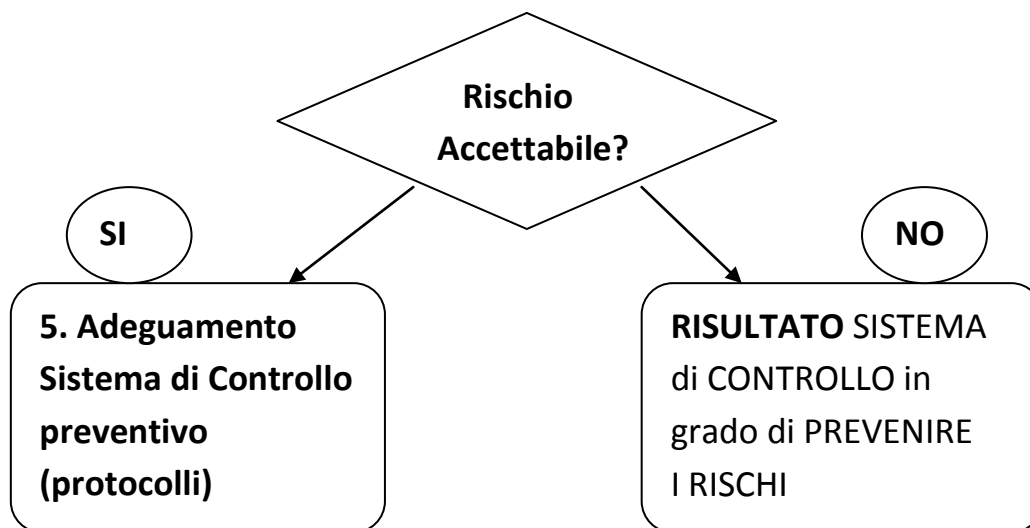 Rischio
Accettabile?
SI
NO
5. Adeguamento
Sistema di Controllo
preventivo
(protocolli)
RISULTATO SISTEMA
di CONTROLLO in
grado di PREVENIRE
I RISCHI